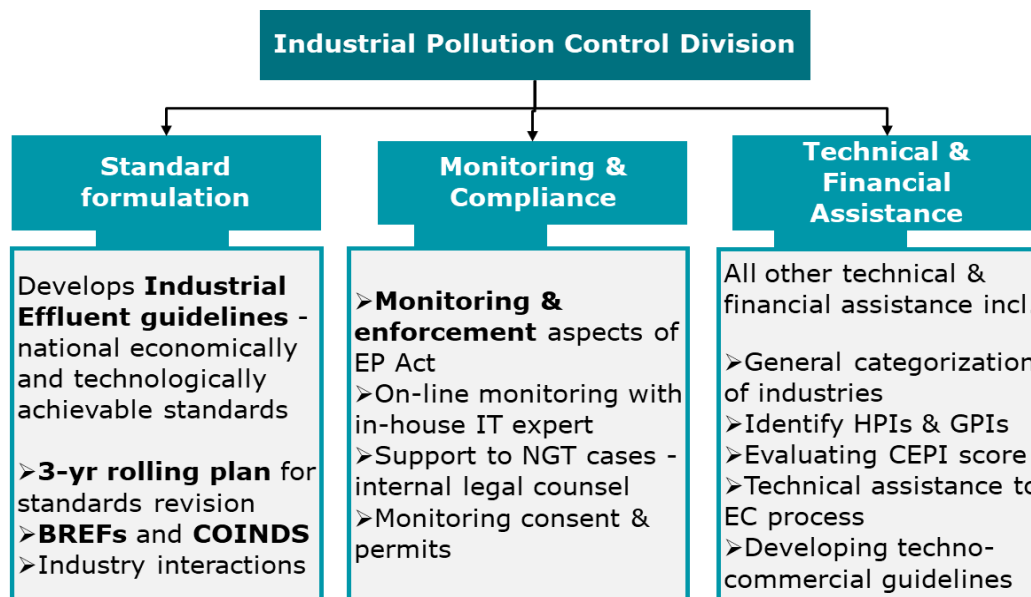 Industrial Pollution Control Division
Standard
formulation
Develops Industrial
Effluent guidelines -
national economically
and technologically
achievable standards
➢3-yr rolling plan for
standards revision
➢BREFs and COINDS
➢Industry interactions
Monitoring &
Compliance
➢Monitoring &
enforcement aspects of
EP Act
➢On-line monitoring with
in-house IT expert
➢Support to NGT cases -
internal legal counsel
➢Monitoring consent &
permits
Technical &
Financial
Assistance
All other technical &
financial assistance incl.
➢General categorization
of industries
➢Identify HPIs & GPIs
➢Evaluating CEPI score
➢Technical assistance to
EC process
➢Developing techno-
commercial guidelines